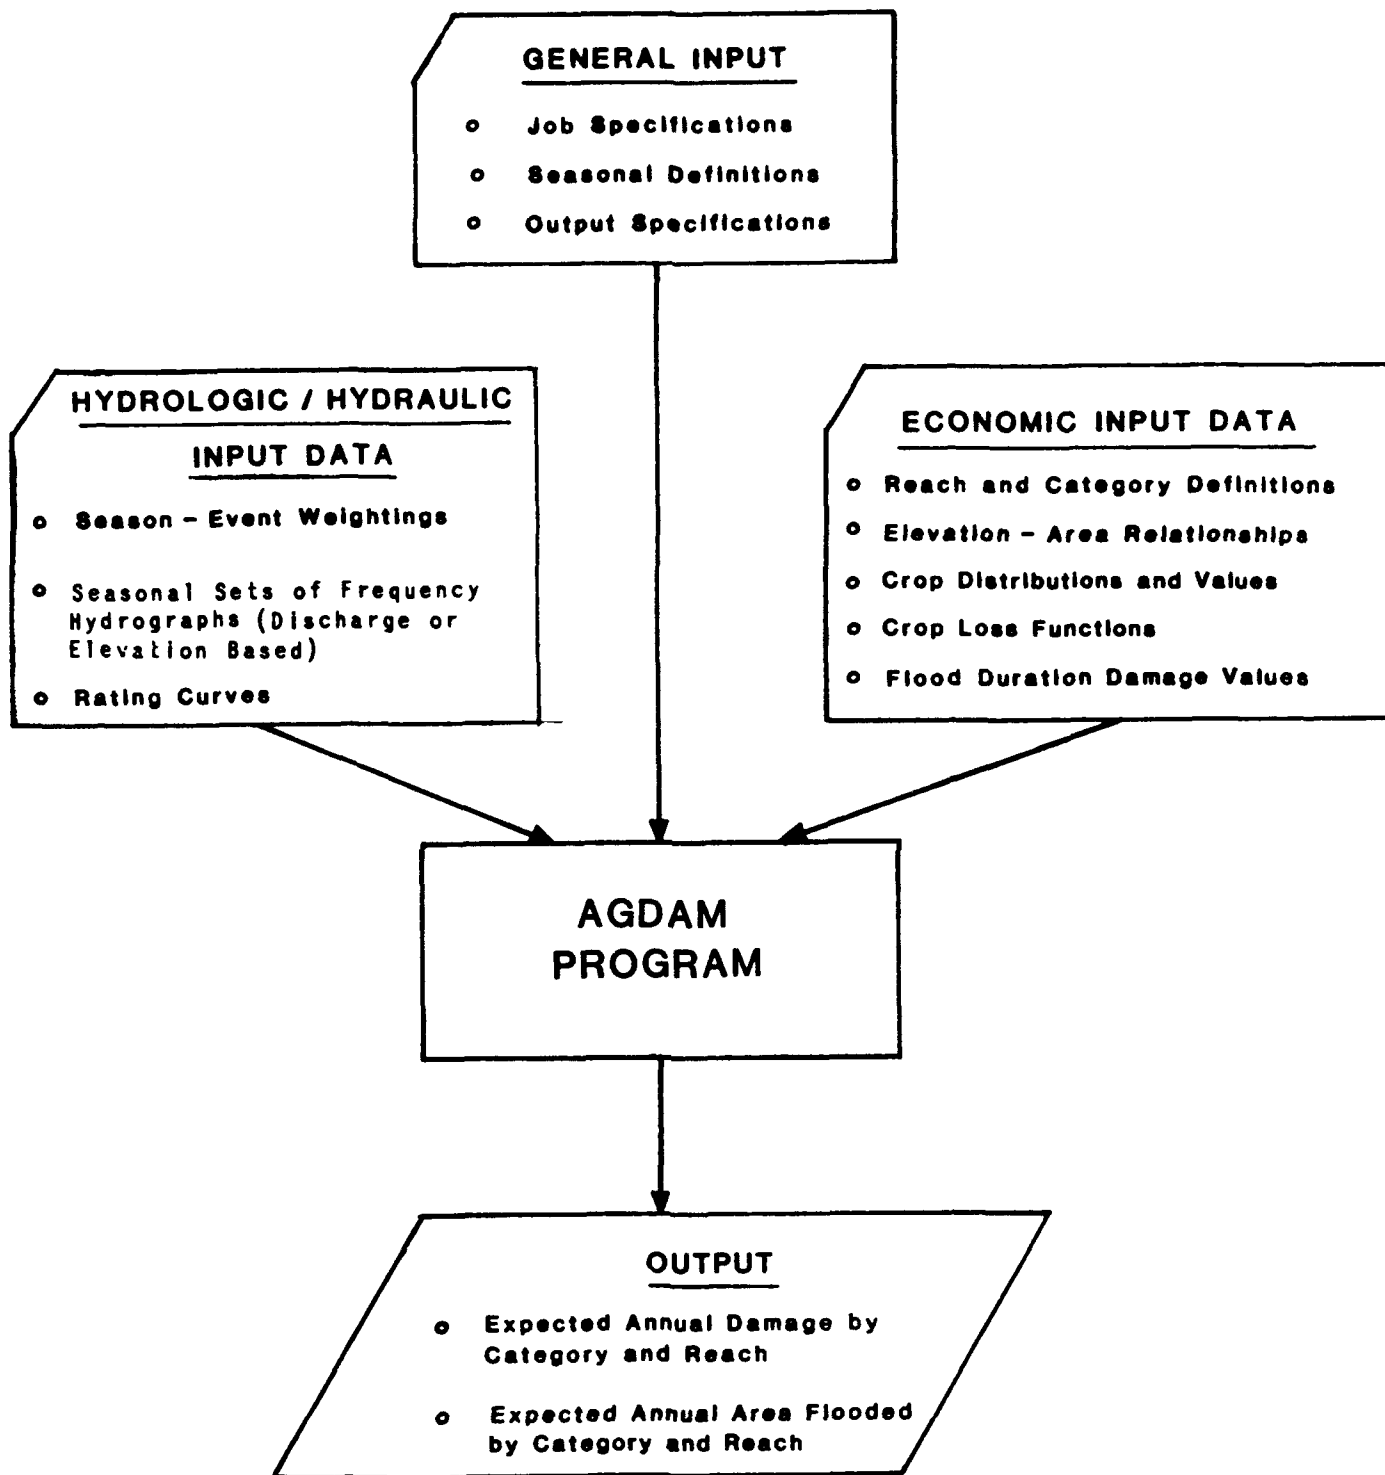 GENERAL INPUT
o Job Specifications
o Seasonal Definitions
o Output Specifications
HYDROLOGIC / HYDRAULIC
INPUT DATA
o Season - Event Weightings
o Seasonal Sets of Frequency
Hydrographs (Discharge or
Elevation Based)
o Rating Curves
ECONOMIC INPUT DATA
o Reach and Category Definitions
o Elevation - Area Relationships
o Crop Distributions and Values
o Crop Loss Functions
o Flood Duration Damage Values
AGDAM
PROGRAM
OUTPUT
o Expected Annual Damage by
Category and Reach
o Expected Annual Area Flooded
by Category and Reach